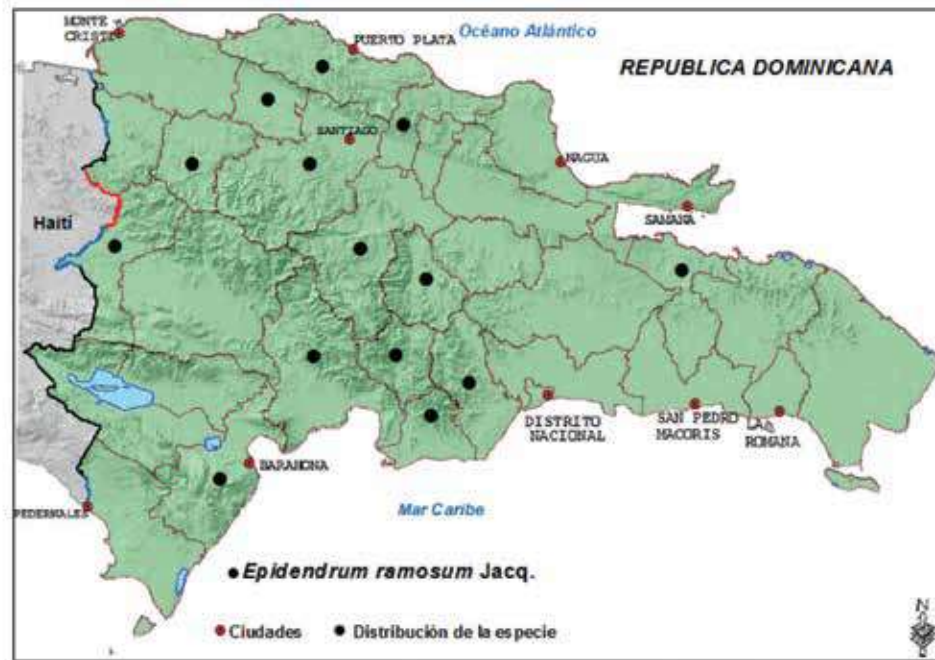 MONTE
CRISTI
PUERTO PLATA
Océano Atlántico
REPUBLICA DOMINICANA
SANTIAGO
NAGUA
SAMANA
Haití
DISTRITO
NACIONAL
SAN PEDRO
MACORIS
LA
ROMANA
BARAHONA
PEDERNALES
Mar Caribe
Epidendrum ramosum Jacq.
Ciudades
Distribución de la especie
N